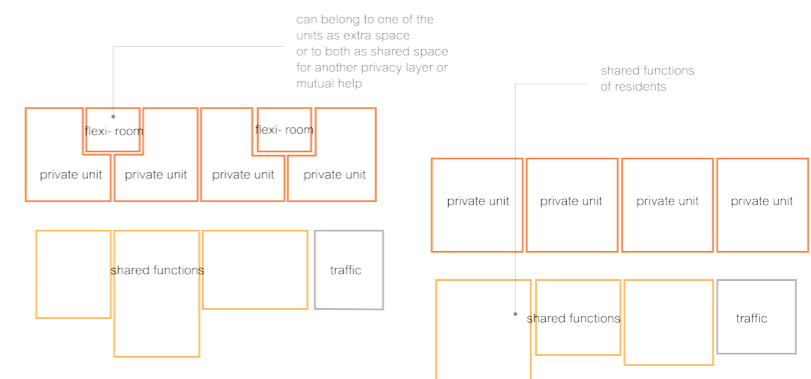 can belong to one of the
units as extra space
or to both as shared space
for another privacy layer or
mutual help
flexi- room
flexi- room
private unit
private unit
private unit
private unit
shared functions
traffic
shared functions
of residents
private unit
private unit
private unit
private unit
shared functions
traffic